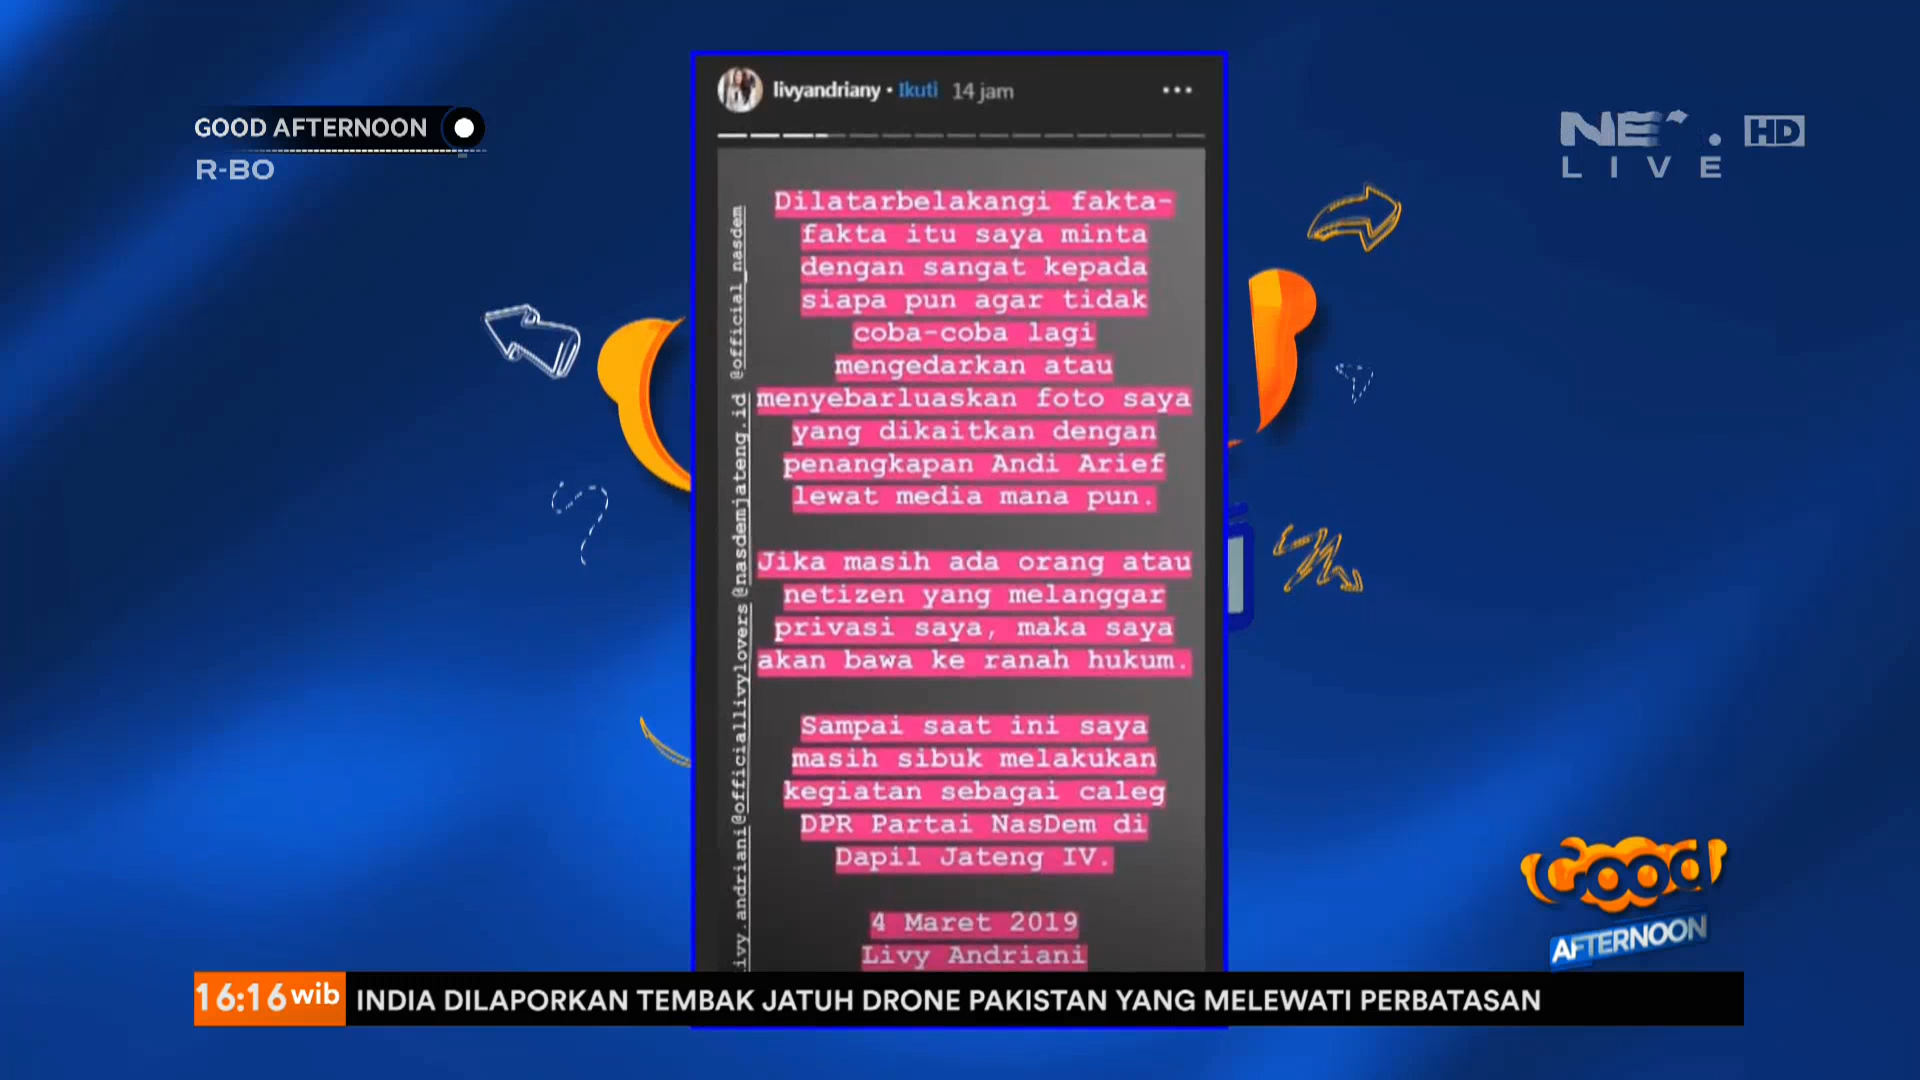 GOOD AFTERNOON
R-BO
LIVE
HD
livyandriany • Ikuti 14 jam
Dilatarbelakangi fakta-
fakta itu saya minta
dengan sangat kepada
siapa pun agar tidak
coba-coba lagi
mengedarkan atau
menyebarluaskan foto saya
yang dikaitkan dengan
penangkapan Andi Arief
lewat media mana pun.
Jika masih ada orang atau
netizen yang melanggar
privasi saya, maka saya
akan bawa ke ranah hukum.
Sampai saat ini saya
masih sibuk melakukan
kegiatan sebagai caleg
DPR Partai NasDem di
Dapil Jateng IV.
4 Maret 2019
Livy Andriani
@officiallivylovers@nasdemjateng.id @official_nasdem
Good
AFTERNOON
16:16 wib INDIA DILAPORKAN TEMBAK JATUH DRONE PAKISTAN YANG MELEWATI PERBATASAN